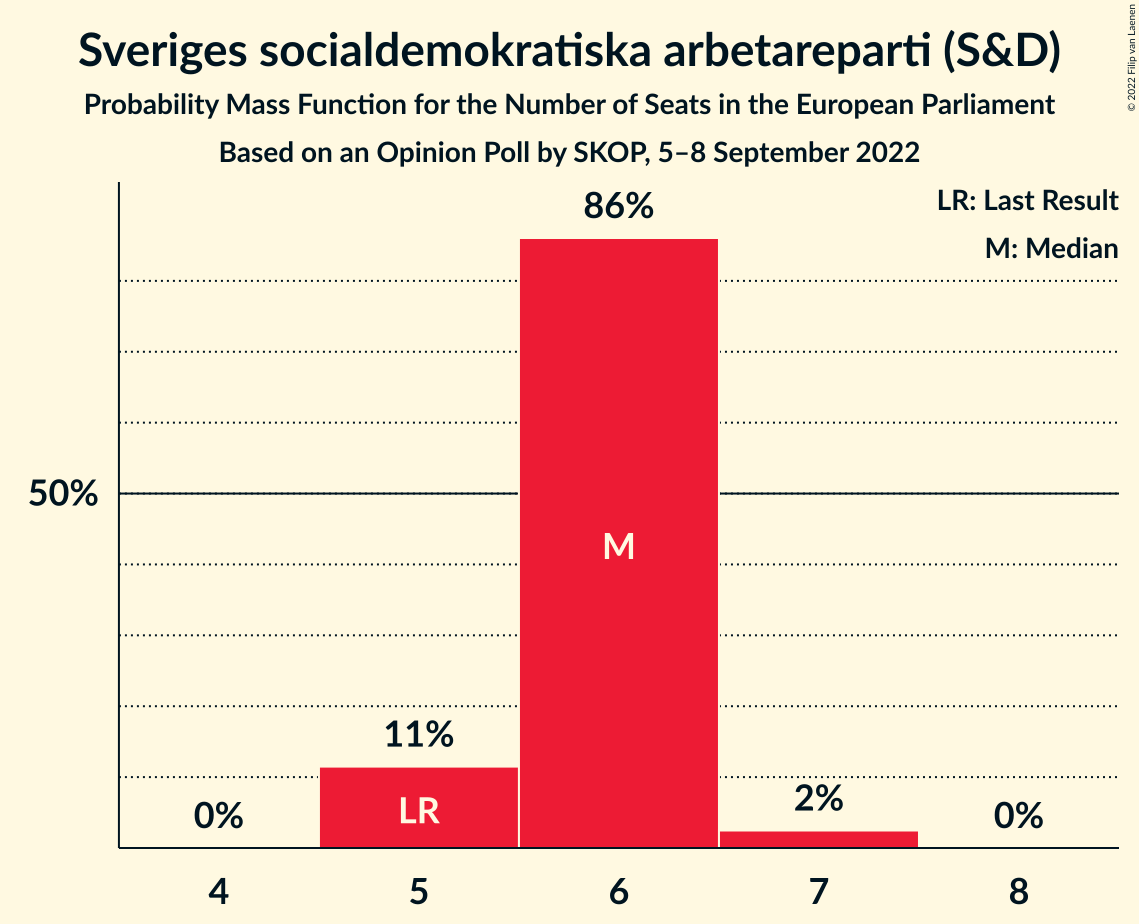 Sveriges socialdemokratiska arbetareparti (S&D)
Probability Mass Function for the Number of Seats in the European Parliament
Based on an Opinion Poll by SKOP, 5–8 September 2022
© 2022 Filip van Laenen
LR: Last Result
M: Median
86%
50%
M
11%
LR
2%
0%
0%
4
5
6
7
8